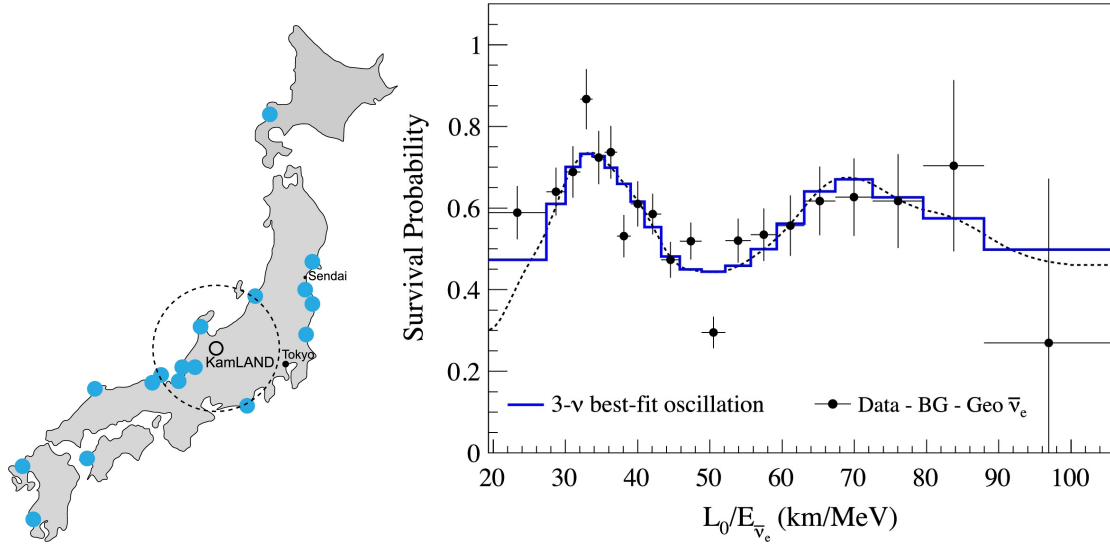 Sendai
KamLAND
Tokyo
Survival Probability
1
0.8
0.6
0.4
0.2
0
3-ν best-fit oscillation
Data - BG - Geo ν̅ₑ
20 30 40 50 60 70 80 90 100
L₀/E_ν̅ₑ (km/MeV)